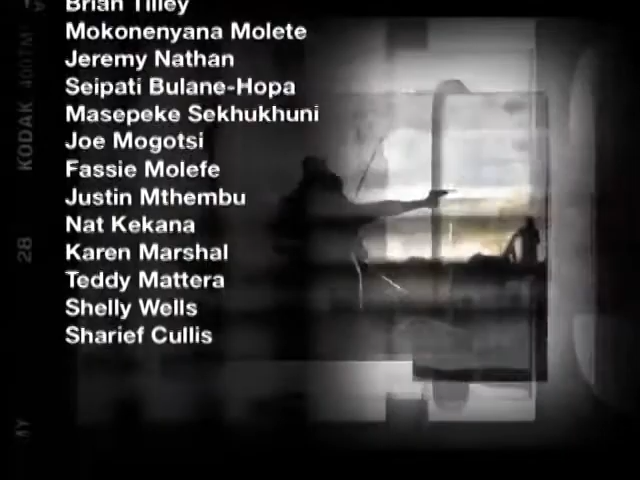 Brian Tilley
Mokonenyana Molete
Jeremy Nathan
Seipati Bulane-Hopa
Masepeke Sekhukhuni
Joe Mogotsi
Fassie Molefe
Justin Mthembu
Nat Kekana
Karen Marshal
Teddy Mattera
Shelly Wells
Sharief Cullis
KODAK 400TM
28